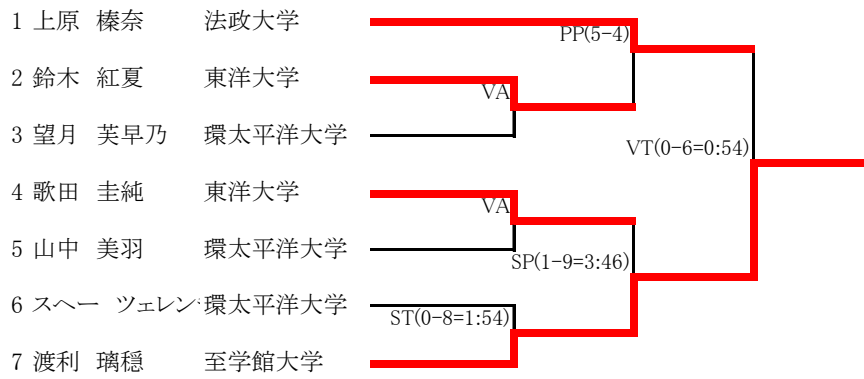 1 上原 榛奈 法政大学
PP(5-4)
2 鈴木 紅夏 東洋大学
VA
3 望月 芙早乃 環太平洋大学
VT(0-6=0:54)
4 歌田 圭純 東洋大学
VA
5 山中 美羽 環太平洋大学
SP(1-9=3:46)
6 スヘー ツェレン 環太平洋大学
ST(0-8=1:54)
7 渡利 璃穏 至学館大学